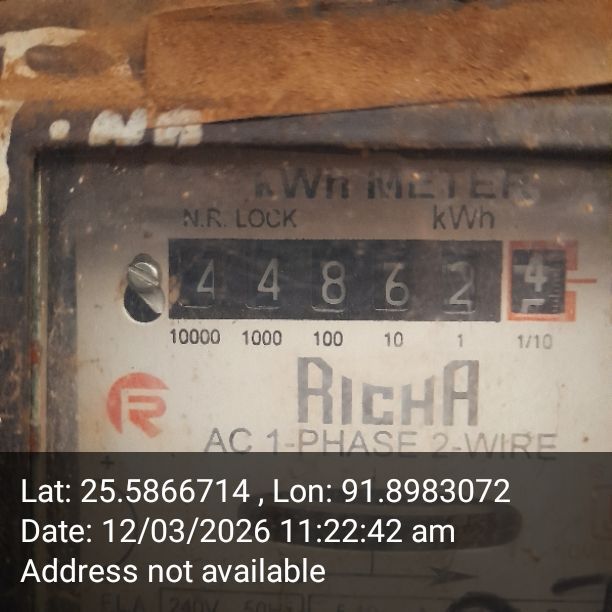 kWh METER
N.R. LOCK kWh
4 4 8 6 2 4
10000 1000 100 10 1 1/10
RICHA
AC 1-PHASE 2-WIRE
Lat: 25.5866714 , Lon: 91.8983072
Date: 12/03/2026 11:22:42 am
Address not available
240V 50Hz